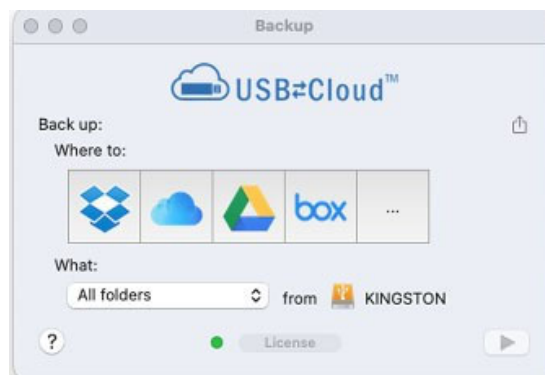 Backup
USB⇄Cloud™
Back up:
Where to:
box
...
What:
All folders from KINGSTON
? License